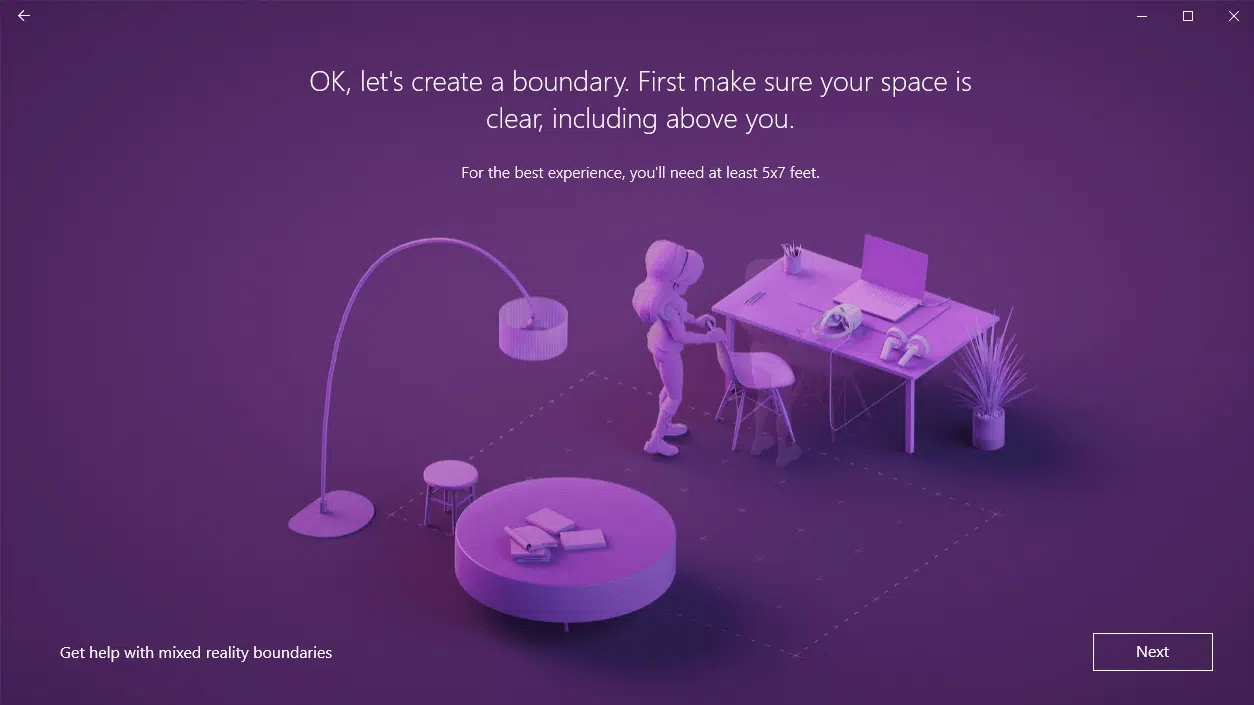 OK, let's create a boundary. First make sure your space is
clear, including above you.
For the best experience, you'll need at least 5x7 feet.
Get help with mixed reality boundaries
Next